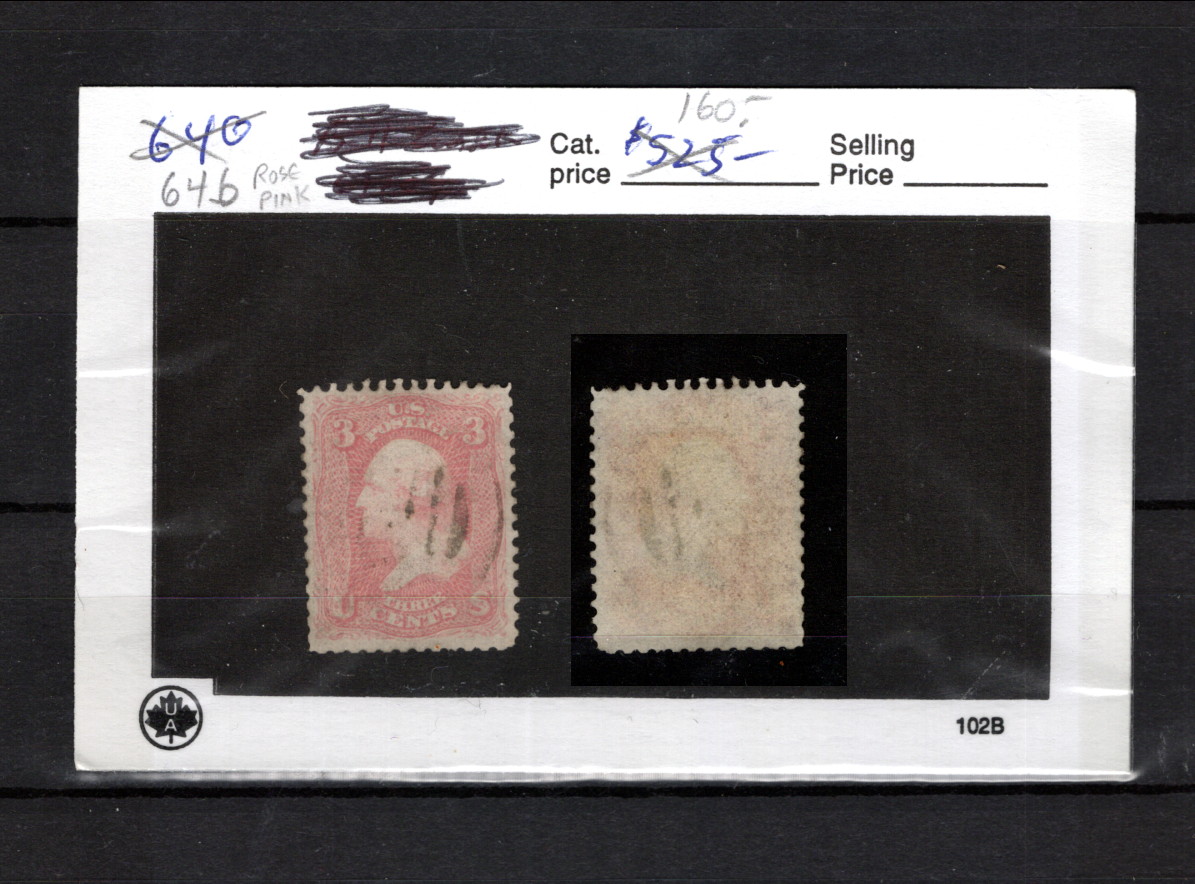 640
64b ROSE PINK
160.-
Cat. price $525-
Selling Price
U.S. POSTAGE
3 3
U THREE CENTS S
UA
102B